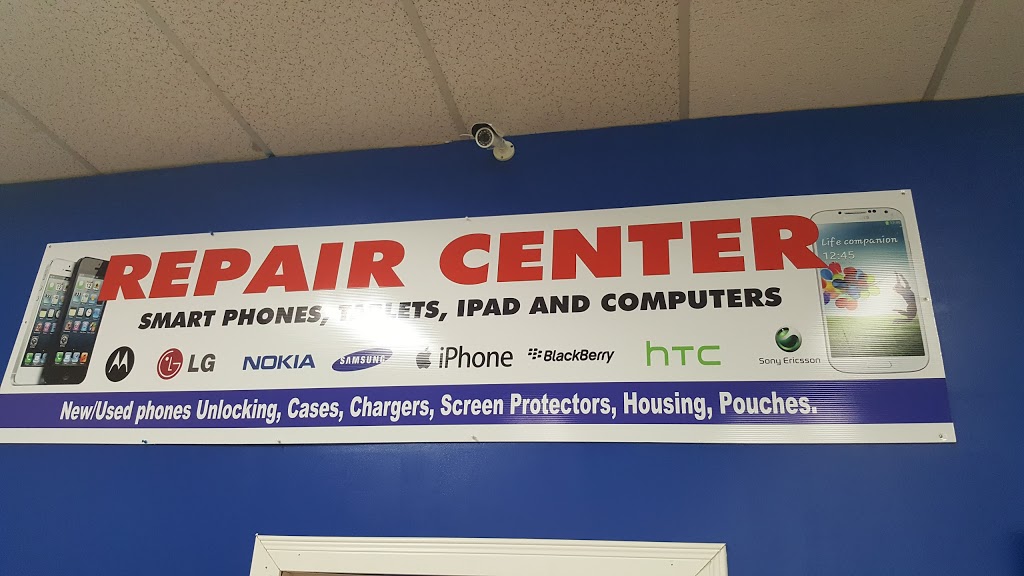 REPAIR CENTER
SMART PHONES, TABLETS, IPAD AND COMPUTERS
LG NOKIA SAMSUNG iPhone BlackBerry hTC Sony Ericsson
New/Used phones Unlocking, Cases, Chargers, Screen Protectors, Housing, Pouches.
Life companion
12:45